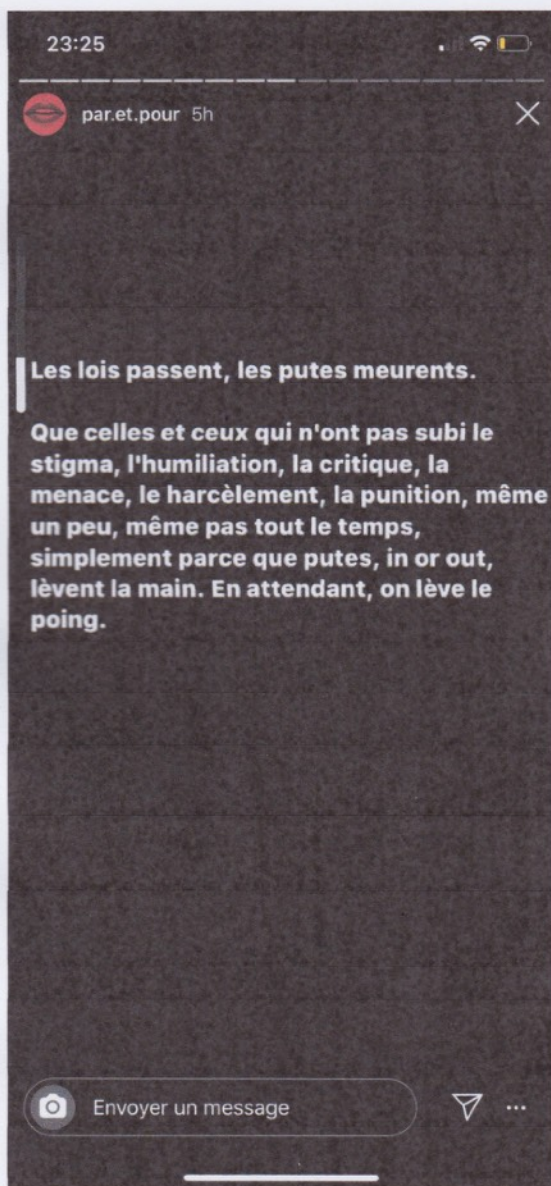 23:25
par.et.pour 5h
Les lois passent, les putes meurents.
Que celles et ceux qui n'ont pas subi le
stigma, l'humiliation, la critique, la
menace, le harcèlement, la punition, même
un peu, même pas tout le temps,
simplement parce que putes, in or out,
lèvent la main. En attendant, on lève le
poing.
Envoyer un message